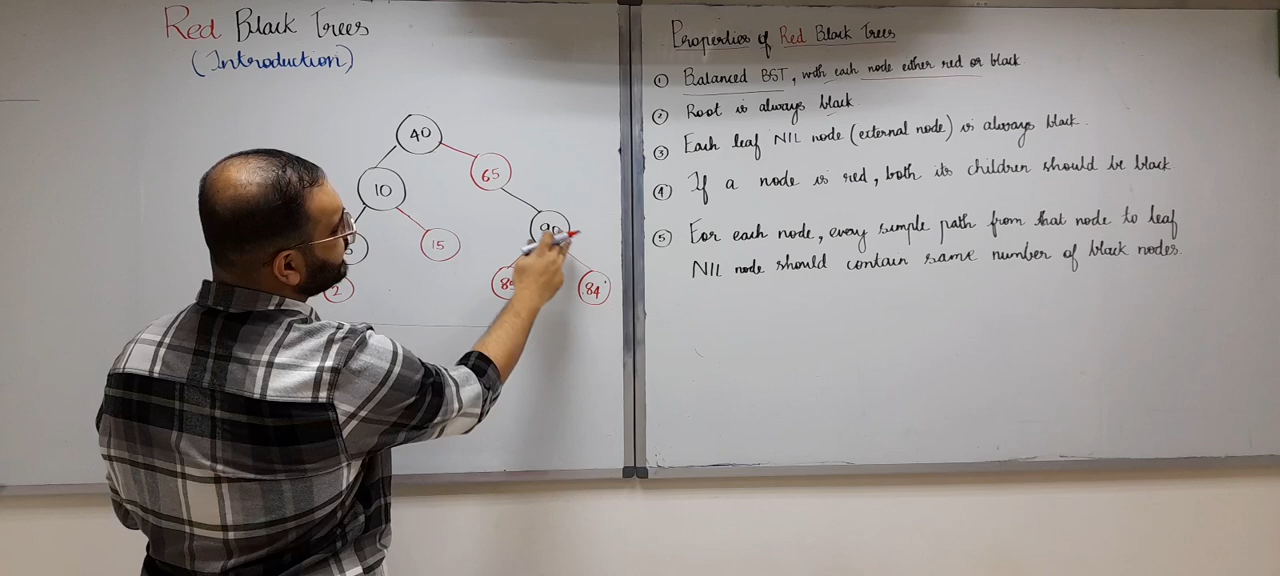 Red Black Trees
(Introduction)
40
10
65
15
2
84
Properties of Red Black Trees
① Balanced BST, with each node either red or black.
② Root is always black.
③ Each leaf NIL node (external node) is always black.
④ If a node is red, both its children should be black
⑤ For each node, every simple path from that node to leaf
NIL node should contain same number of black nodes.